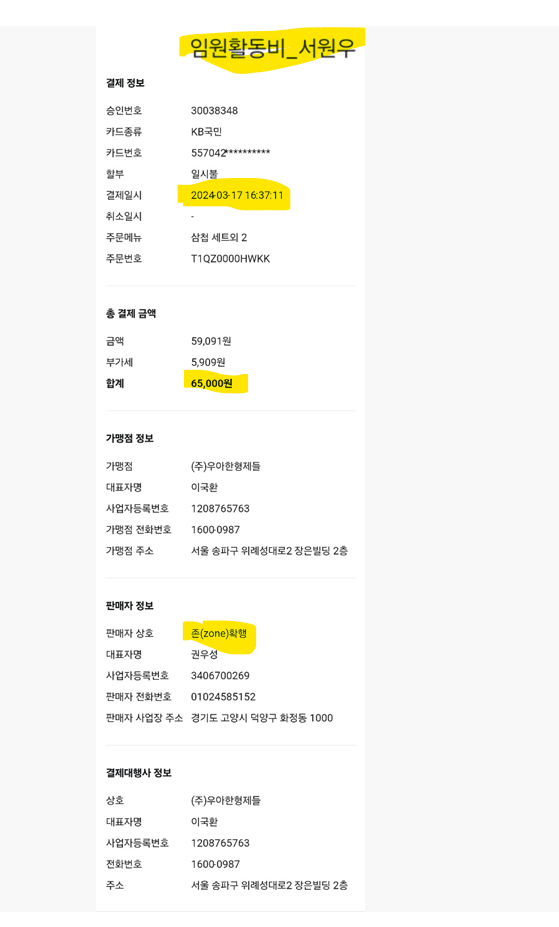 임원활동비_서원우
결제 정보
승인번호 30038348
카드종류 KB국민
카드번호 557042**********
할부 일시불
결제일시 2024-03-17 16:37:11
취소일시 -
주문메뉴 삼첩 세트외 2
주문번호 T1QZ0000HWKK
총 결제 금액
금액 59,091원
부가세 5,909원
합계 65,000원
가맹점 정보
가맹점 (주)우아한형제들
대표자명 이국환
사업자등록번호 1208765763
가맹점 전화번호 1600-0987
가맹점 주소 서울 송파구 위례성대로2 장은빌딩 2층
판매자 정보
판매자 상호 존(zone)확행
대표자명 권우성
사업자등록번호 3406700269
판매자 전화번호 01024585152
판매자 사업장 주소 경기도 고양시 덕양구 화정동 1000
결제대행사 정보
상호 (주)우아한형제들
대표자명 이국환
사업자등록번호 1208765763
전화번호 1600-0987
주소 서울 송파구 위례성대로2 장은빌딩 2층